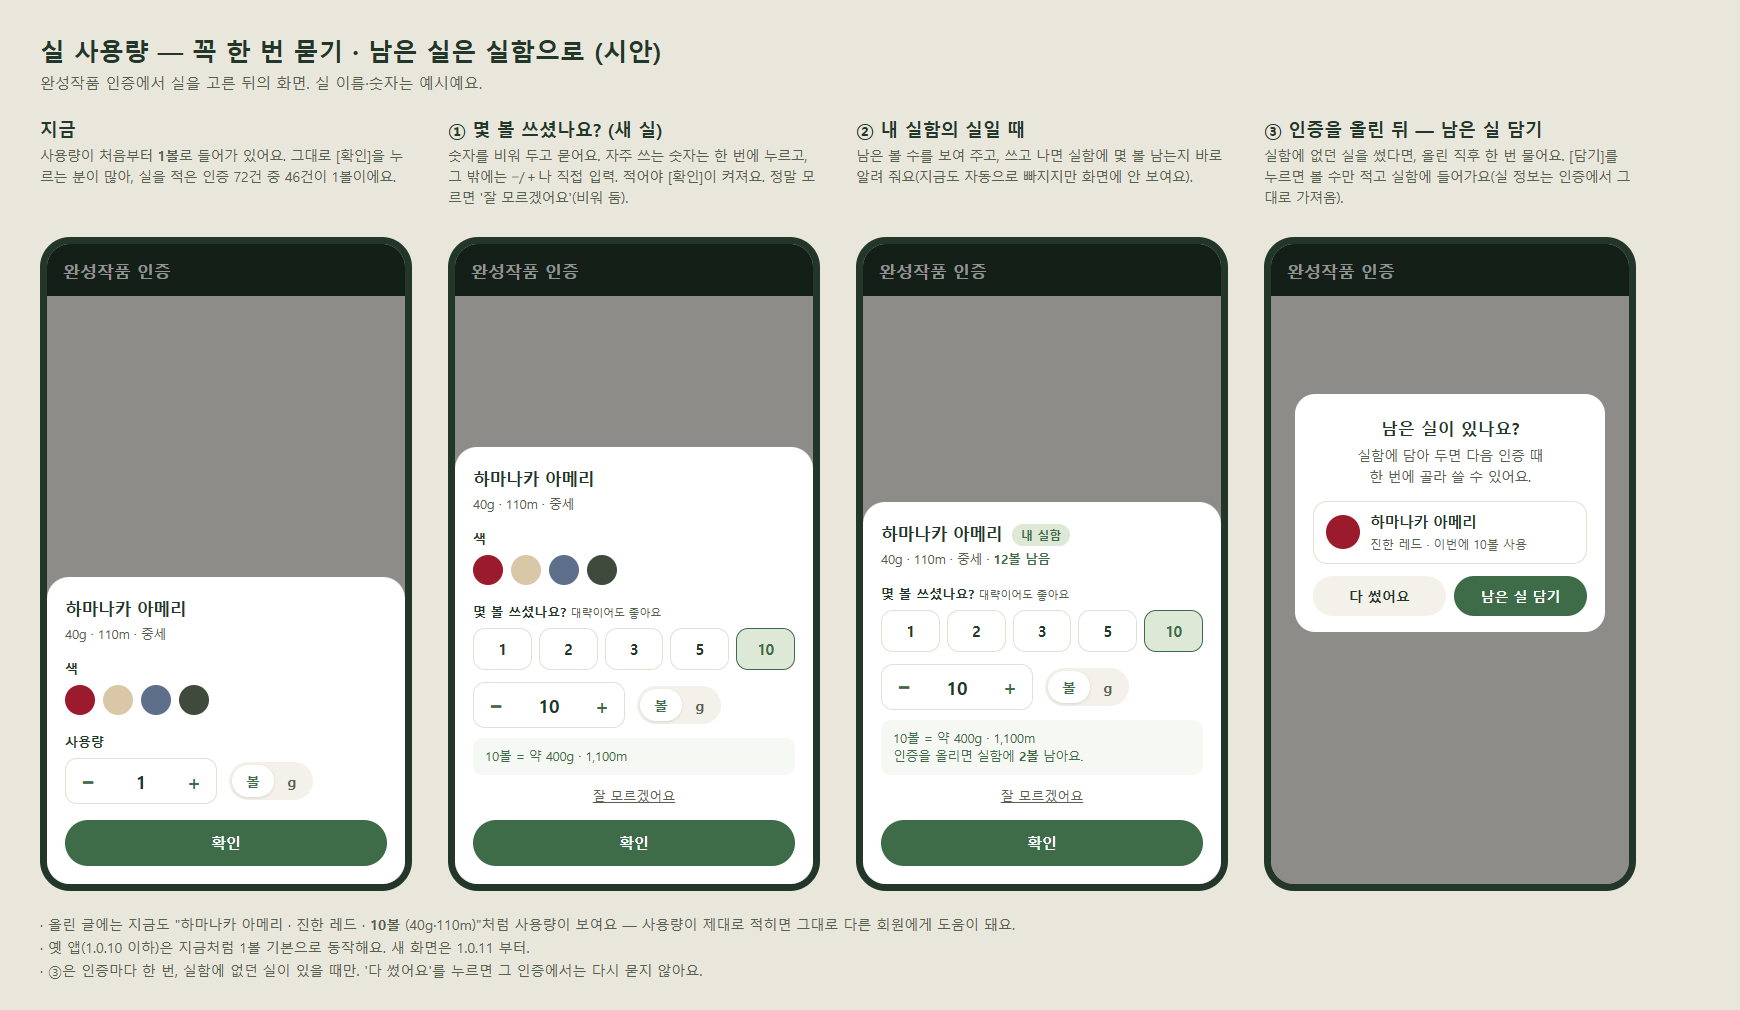 실 사용량 — 꼭 한 번 묻기 · 남은 실은 실함으로 (시안)
완성작품 인증에서 실을 고른 뒤의 화면. 실 이름·숫자는 예시예요.
지금
사용량이 처음부터 1볼로 들어가 있어요. 그대로 [확인]을 누
르는 분이 많아, 실을 적은 인증 72건 중 46건이 1볼이에요.
완성작품 인증
하마나카 아메리
40g · 110m · 중세
색
사용량
− 1 + 볼 g
확인
① 몇 볼 쓰셨나요? (새 실)
숫자를 비워 두고 묻어요. 자주 쓰는 숫자는 한 번에 누르고,
그 밖에는 −/+ 나 직접 입력. 적어야 [확인]이 켜져요. 정말 모
르면 '잘 모르겠어요'(비워 둠).
완성작품 인증
하마나카 아메리
40g · 110m · 중세
색
몇 볼 쓰셨나요? 대략이어도 좋아요
1 2 3 5 10
− 10 + 볼 g
10볼 = 약 400g · 1,100m
잘 모르겠어요
확인
② 내 실함의 실일 때
남은 볼 수를 보여 주고, 쓰고 나면 실함에 몇 볼 남는지 바로
알려 줘요(지금도 자동으로 빠지지만 화면에 안 보여요).
완성작품 인증
하마나카 아메리 내 실함
40g · 110m · 중세 · 12볼 남음
몇 볼 쓰셨나요? 대략이어도 좋아요
1 2 3 5 10
− 10 + 볼 g
10볼 = 약 400g · 1,100m
인증을 올리면 실함에 2볼 남아요.
잘 모르겠어요
확인
③ 인증을 올린 뒤 — 남은 실 담기
실함에 없던 실을 썼다면, 올린 직후 한 번 물어요. [담기]를
누르면 볼 수만 적고 실함에 들어가요(실 정보는 인증에서 그
대로 가져옴).
완성작품 인증
남은 실이 있나요?
실함에 담아 두면 다음 인증 때
한 번에 골라 쓸 수 있어요.
하마나카 아메리
진한 레드 · 이번에 10볼 사용
다 썼어요 남은 실 담기
· 올린 글에는 지금도 "하마나카 아메리 · 진한 레드 · 10볼 (40g·110m)"처럼 사용량이 보여요 — 사용량이 제대로 적히면 그대로 다른 회원에게 도움이 돼요.
· 옛 앱(1.0.10 이하)은 지금처럼 1볼 기본으로 동작해요. 새 화면은 1.0.11 부터.
· ③은 인증마다 한 번, 실함에 없던 실이 있을 때만. '다 썼어요'를 누르면 그 인증에서는 다시 묻지 않아요.